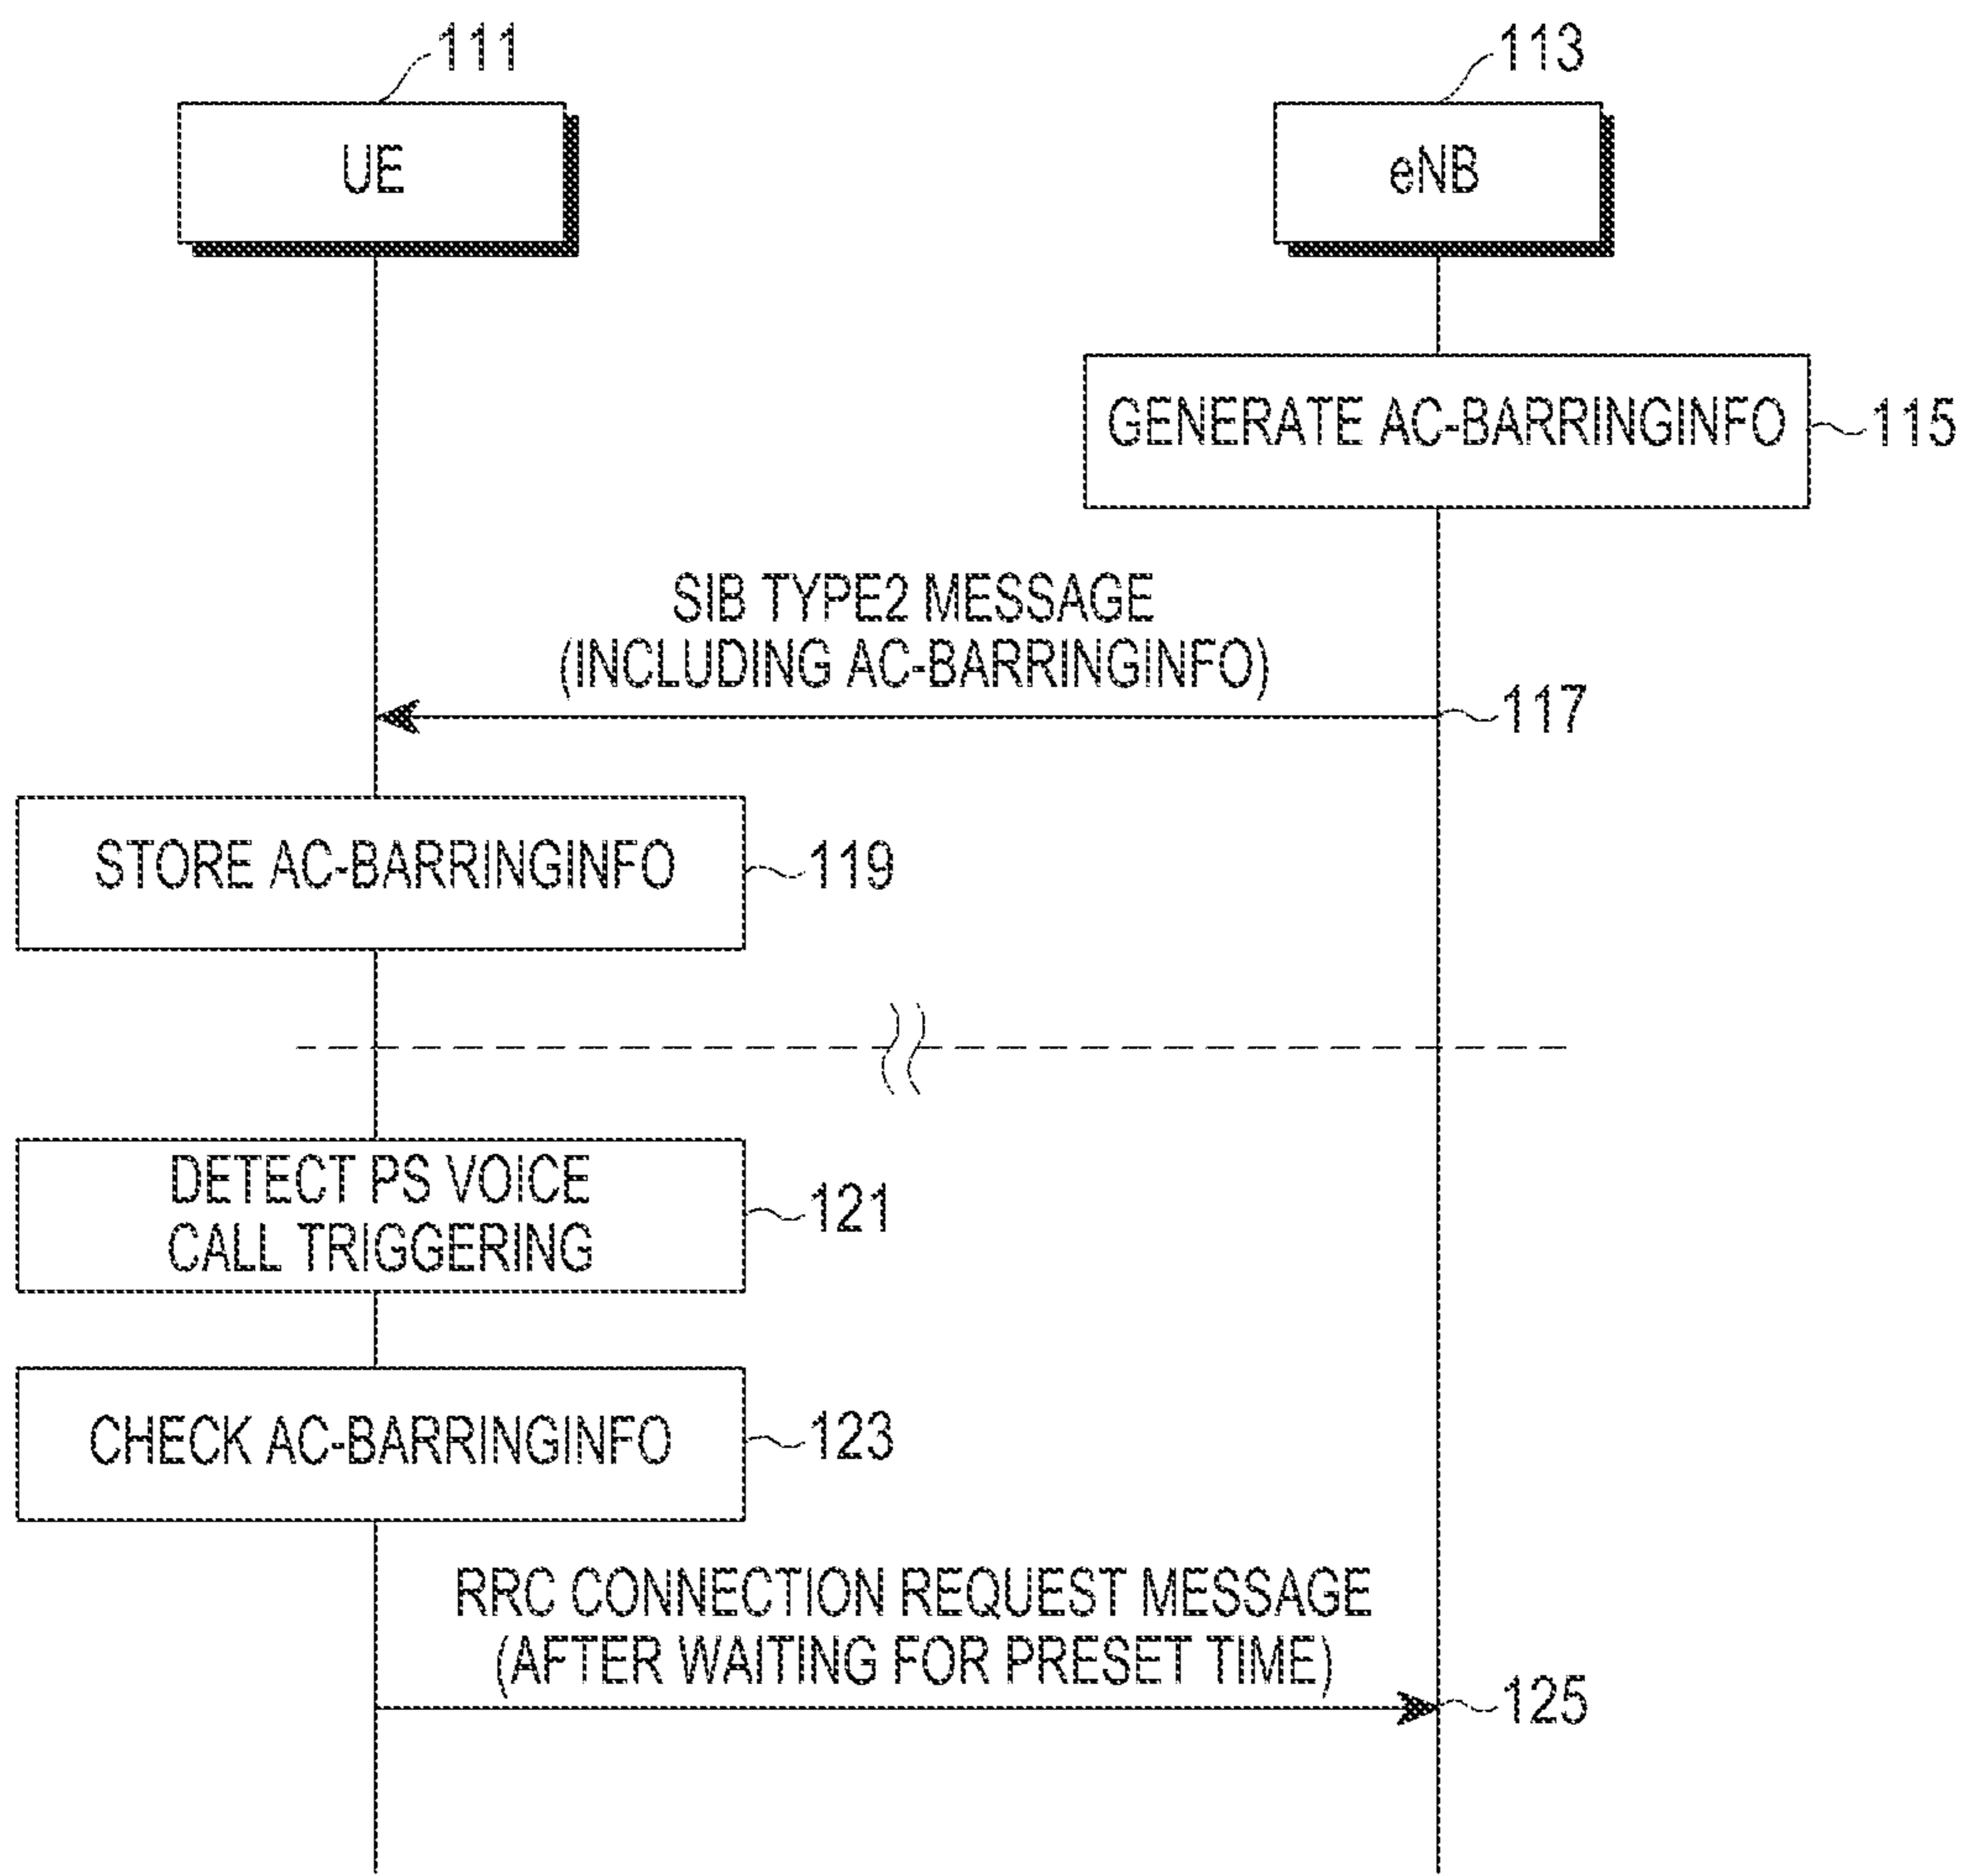 111
113
UE
eNB
GENERATE AC-BARRINGINFO
115
SIB TYPE2 MESSAGE
(INCLUDING AC-BARRINGINFO)
117
STORE AC-BARRINGINFO
119
DETECT PS VOICE
CALL TRIGGERING
121
CHECK AC-BARRINGINFO
123
RRC CONNECTION REQUEST MESSAGE
(AFTER WAITING FOR PRESET TIME)
125